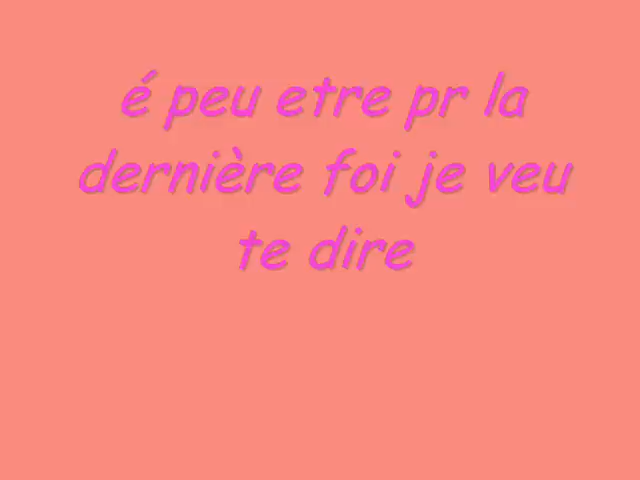 é peu etre pr la
dernière foi je veu
te dire